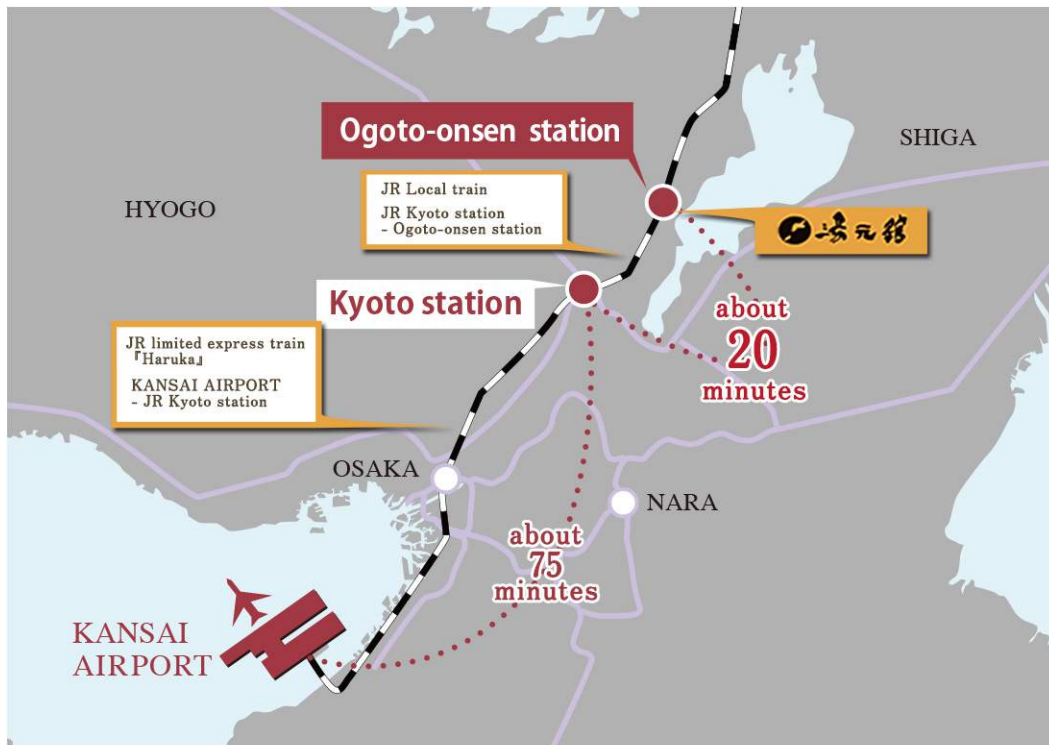 Ogoto-onsen station
SHIGA
JR Local train
JR Kyoto station
- Ogoto-onsen station
HYOGO
湯元舘
Kyoto station
about
20
minutes
JR limited express train
『Haruka』
KANSAI AIRPORT
- JR Kyoto station
OSAKA
NARA
about
75
minutes
KANSAI
AIRPORT